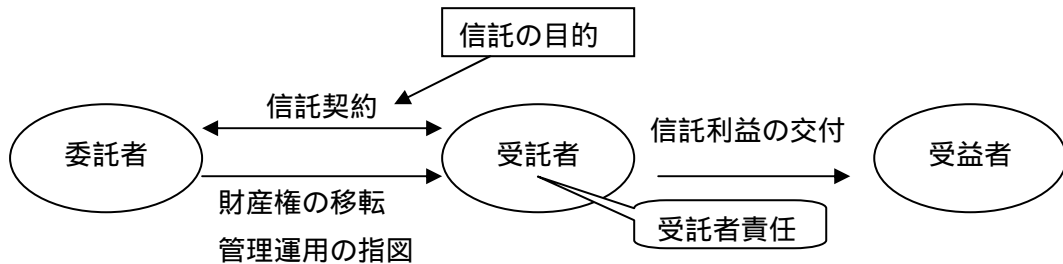 信託の目的
信託契約
委託者
受託者
信託利益の交付
受益者
財産権の移転
管理運用の指図
受託者責任